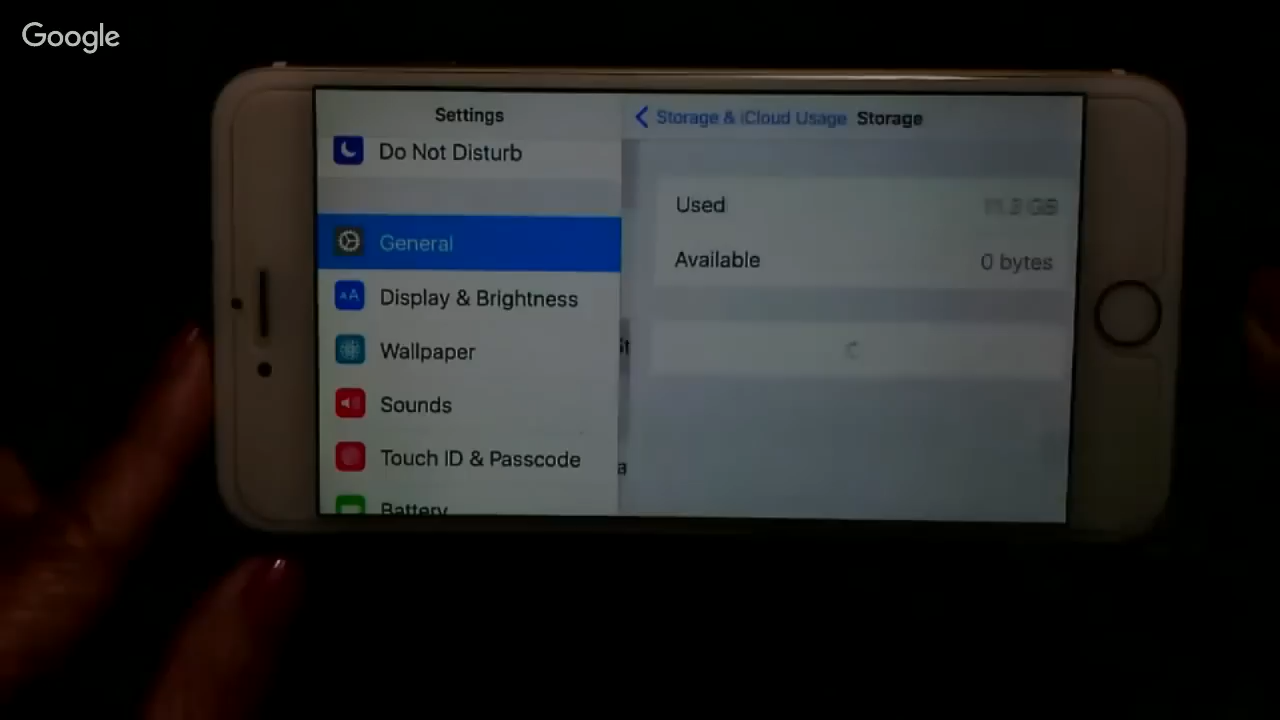 Google
Settings
Do Not Disturb
General
Display & Brightness
Wallpaper
Sounds
Touch ID & Passcode
Battery
Storage & iCloud Usage Storage
Used
Available 0 bytes